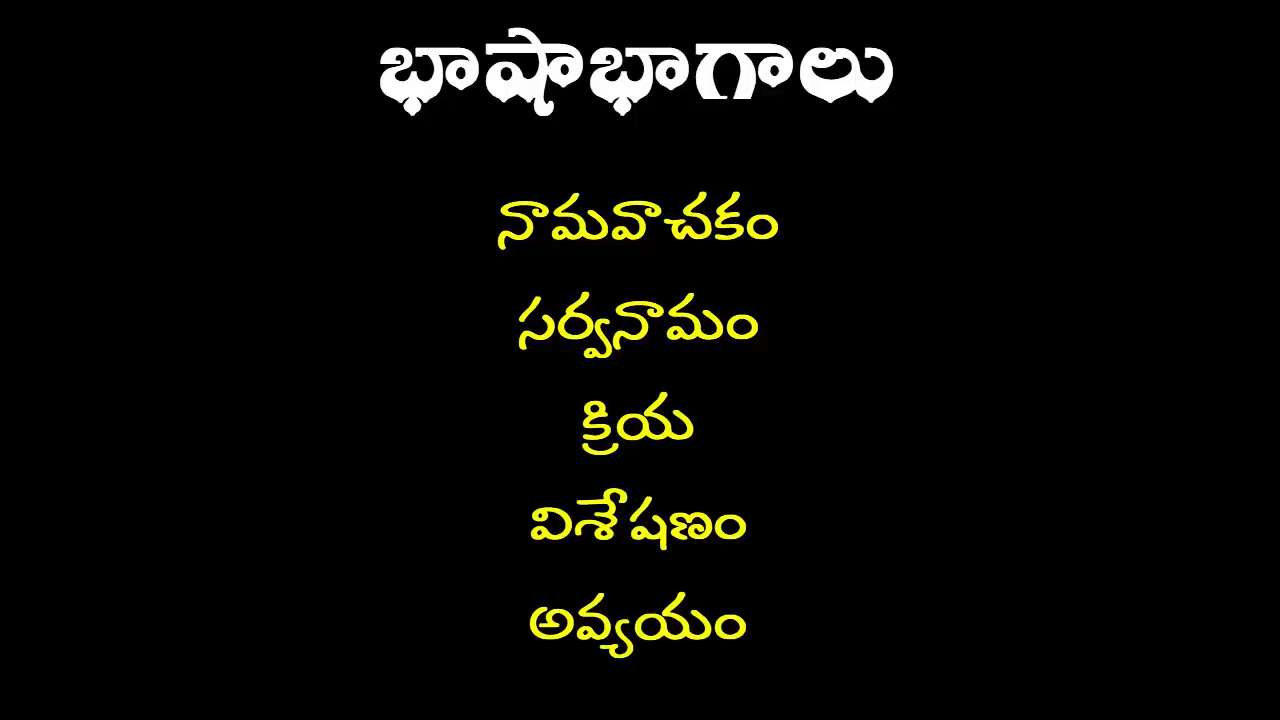 భాషాభాగాలు
నామవాచకం
సర్వనామం
క్రియ
విశేషణం
అవ్యయం